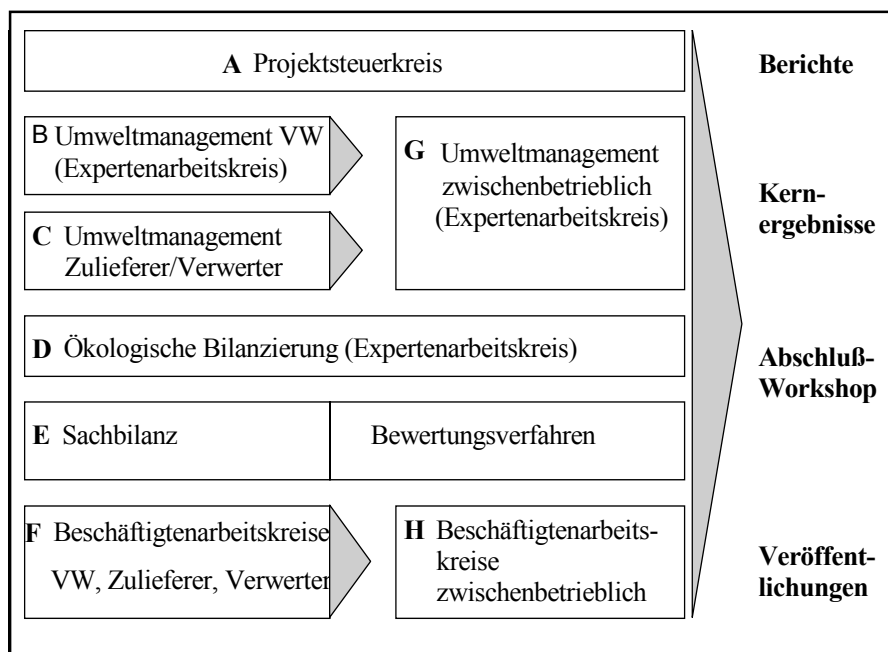 A Projektsteuerkreis
B Umweltmanagement VW
(Expertenarbeitskreis)
C Umweltmanagement
Zulieferer/Verwerter
G Umweltmanagement
zwischenbetrieblich
(Expertenarbeitskreis)
D Ökologische Bilanzierung (Expertenarbeitskreis)
E Sachbilanz
Bewertungsverfahren
F Beschäftigtenarbeitskreise
VW, Zulieferer, Verwerter
H Beschäftigtenarbeits-
kreise
zwischenbetrieblich
Berichte
Kern-
ergebnisse
Abschluß-
Workshop
Veröffent-
lichungen